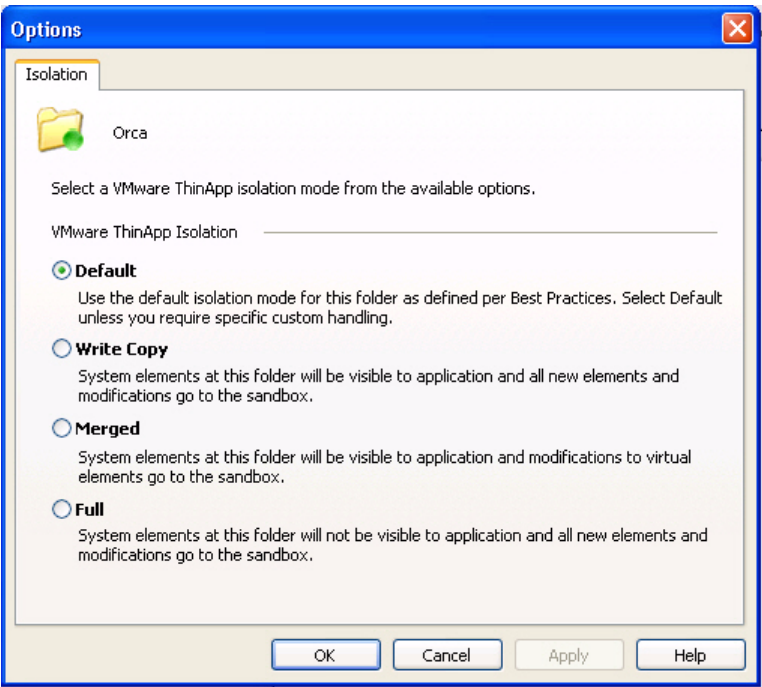 Options
Isolation
Orca
Select a VMware ThinApp isolation mode from the available options.
VMware ThinApp Isolation
Default
Use the default isolation mode for this folder as defined per Best Practices. Select Default
unless you require specific custom handling.
Write Copy
System elements at this folder will be visible to application and all new elements and
modifications go to the sandbox.
Merged
System elements at this folder will be visible to application and modifications to virtual
elements go to the sandbox.
Full
System elements at this folder will not be visible to application and all new elements and
modifications go to the sandbox.
OK Cancel Apply Help